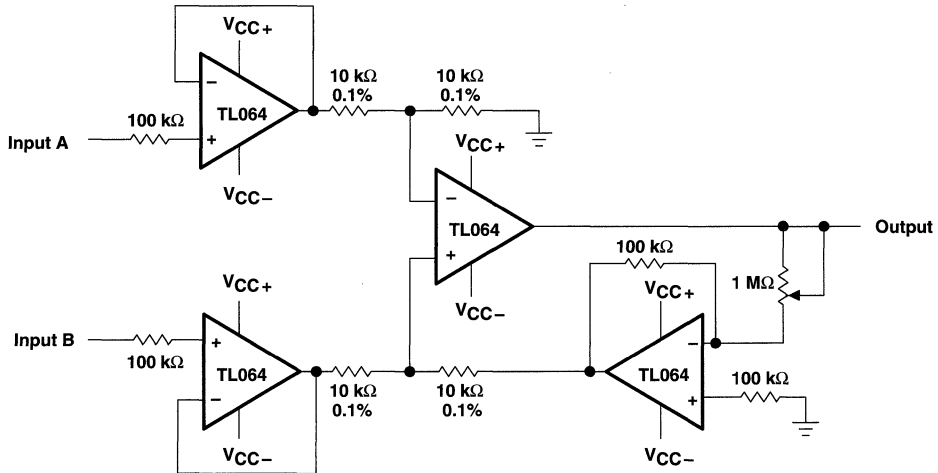 VCC+
10 kΩ
0.1%
10 kΩ
0.1%
−
TL064
100 kΩ
+
Input A
VCC−
VCC+
−
TL064
+
Output
100 kΩ
VCC+
1 MΩ
VCC−
VCC+
Input B
+
100 kΩ
TL064
−
10 kΩ
0.1%
10 kΩ
0.1%
−
TL064
+
100 kΩ
VCC−
VCC−